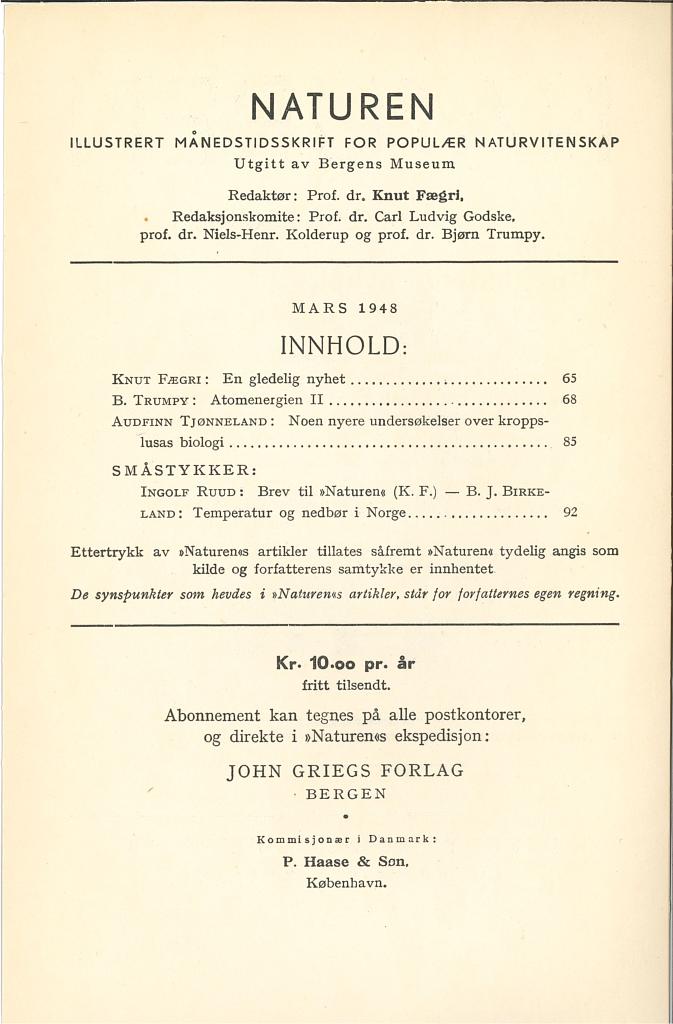 NATUREN
ILLUSTRERT MÅNEDSTIDSSKRIFT FOR POPULÆR NATURVITENSKAP
Utgitt av Bergens Museum
Redaktør: Prof. dr. Knut Fægri.
Redaksjonskomite: Prof. dr. Carl Ludvig Godske.
prof. dr. Niels-Henr. Kolderup og prof. dr. Bjørn Trumpy.
MARS 1948
INNHOLD:
KNUT FÆGRI: En gledelig nyhet ............................ 65
B. TRUMPY: Atomenergien II ............................... 68
AUDFINN TJØNNELAND: Noen nyere undersøkelser over kropps-
lusas biologi ............................................. 85
SMÅSTYKKER:
INGOLF RUUD: Brev til »Naturen« (K. F.) — B. J. BIRKE-
LAND: Temperatur og nedbør i Norge.................... 92
Ettertrykk av »Naturen«s artikler tillates såfremt »Naturen« tydelig angis som
kilde og forfatterens samtykke er innhentet
De synspunkter som hevdes i »Naturen«s artikler, står for forfatternes egen regning.
Kr. 10.00 pr. år
fritt tilsendt.
Abonnement kan tegnes på alle postkontorer,
og direkte i »Naturen«s ekspedisjon:
JOHN GRIEGS FORLAG
BERGEN
Kommisjonær i Danmark:
P. Haase & Søn.
København.